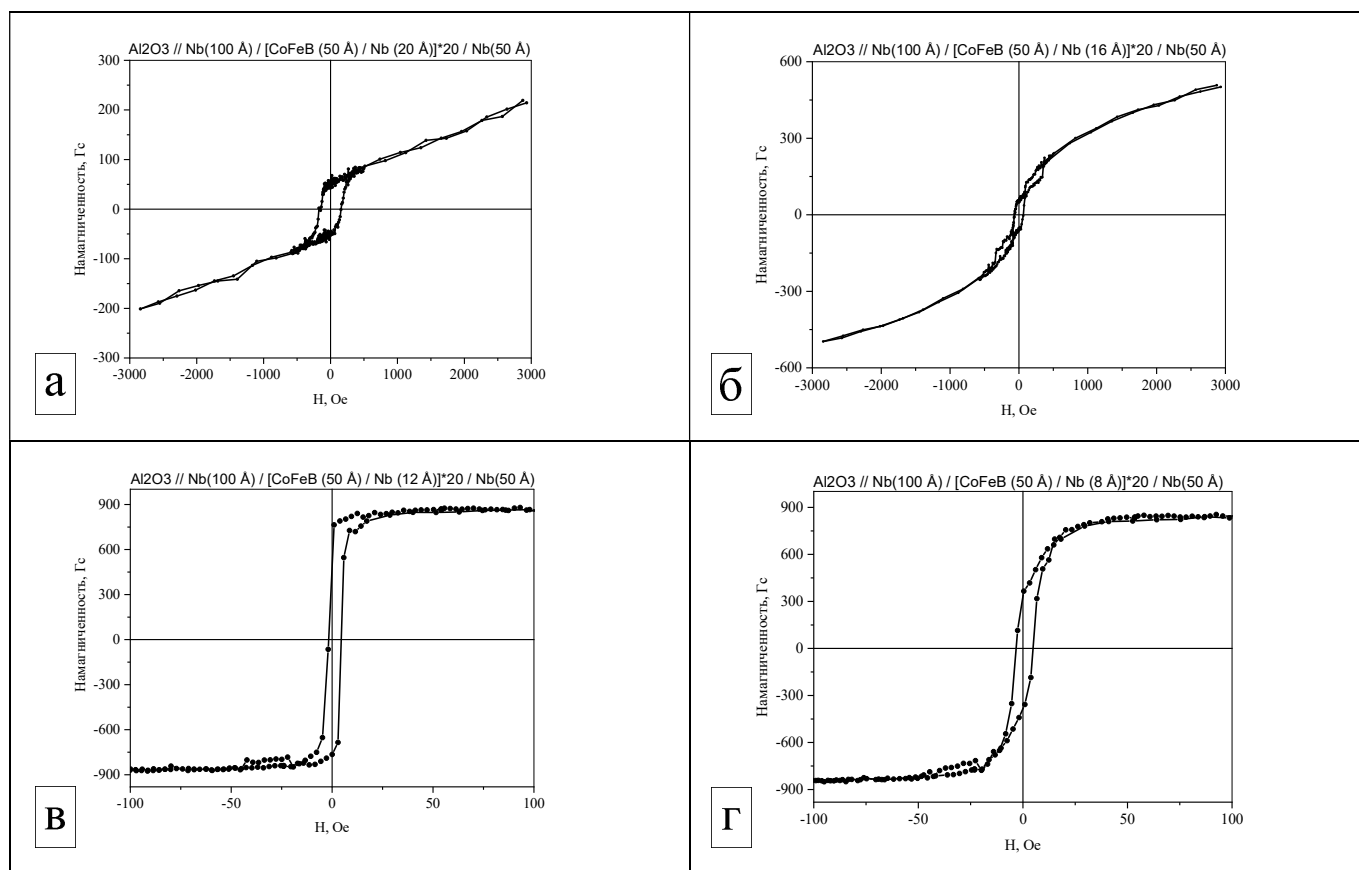 Al2O3 // Nb(100 Å) / [CoFeB (50 Å) / Nb (20 Å)]*20 / Nb(50 Å)
300
200
100
0
-100
-200
-300
Намагниченность, Гс
-3000 -2000 -1000 0 1000 2000 3000
H, Oe
а
Al2O3 // Nb(100 Å) / [CoFeB (50 Å) / Nb (16 Å)]*20 / Nb(50 Å)
600
300
0
-300
-600
Намагниченность, Гс
-3000 -2000 -1000 0 1000 2000 3000
H, Oe
б
Al2O3 // Nb(100 Å) / [CoFeB (50 Å) / Nb (12 Å)]*20 / Nb(50 Å)
900
600
300
0
-300
-600
-900
Намагниченность, Гс
-100 -50 0 50 100
H, Oe
в
Al2O3 // Nb(100 Å) / [CoFeB (50 Å) / Nb (8 Å)]*20 / Nb(50 Å)
900
600
300
0
-300
-600
-900
Намагниченность, Гс
-100 -50 0 50 100
H, Oe
г